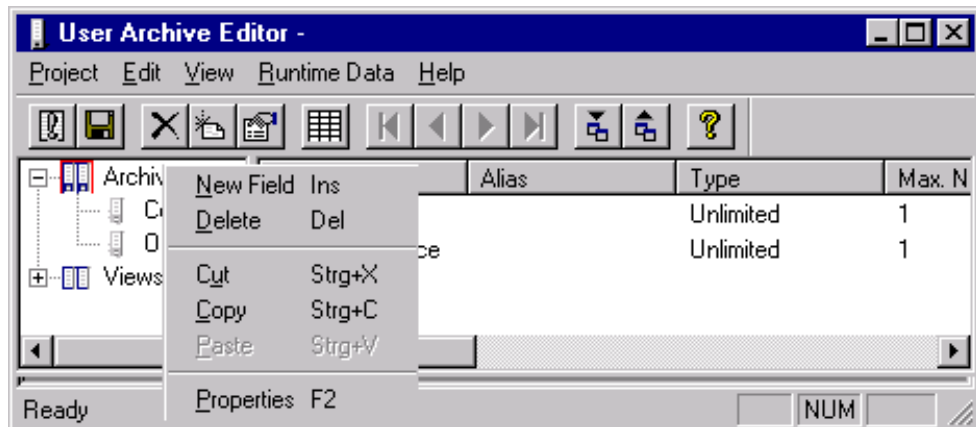 User Archive Editor -
Project Edit View Runtime Data Help
Archiv Alias Type Max. N
New Field Ins
C Unlimited 1
Delete Del
O ce Unlimited 1
Views
Cut Strg+X
Copy Strg+C
Paste Strg+V
Properties F2
Ready NUM